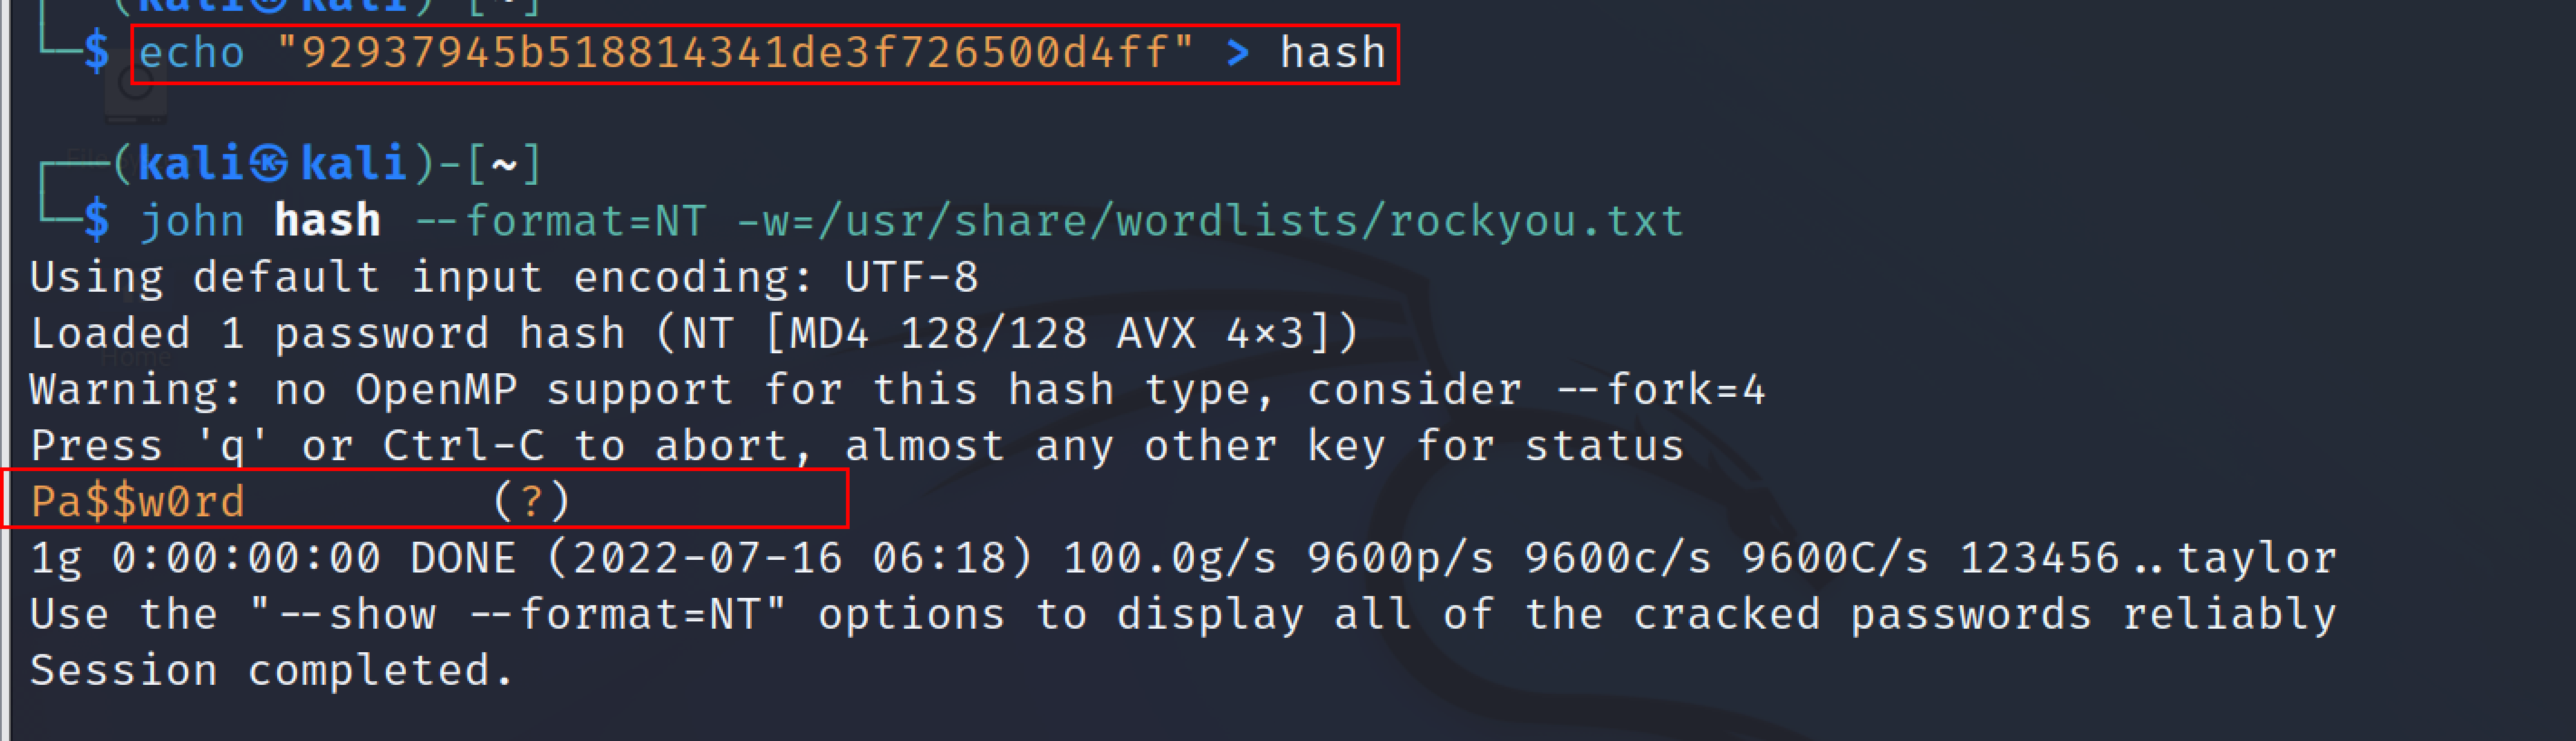 (kali㉿kali)-[~]
└─$ echo "92937945b518814341de3f726500d4ff" > hash
┌──(kali㉿kali)-[~]
└─$ john hash --format=NT -w=/usr/share/wordlists/rockyou.txt
Using default input encoding: UTF-8
Loaded 1 password hash (NT [MD4 128/128 AVX 4×3])
Warning: no OpenMP support for this hash type, consider --fork=4
Press 'q' or Ctrl-C to abort, almost any other key for status
Home
Pa$$w0rd (?)
1g 0:00:00:00 DONE (2022-07-16 06:18) 100.0g/s 9600p/s 9600c/s 9600C/s 123456..taylor
Use the "--show --format=NT" options to display all of the cracked passwords reliably
Session completed.